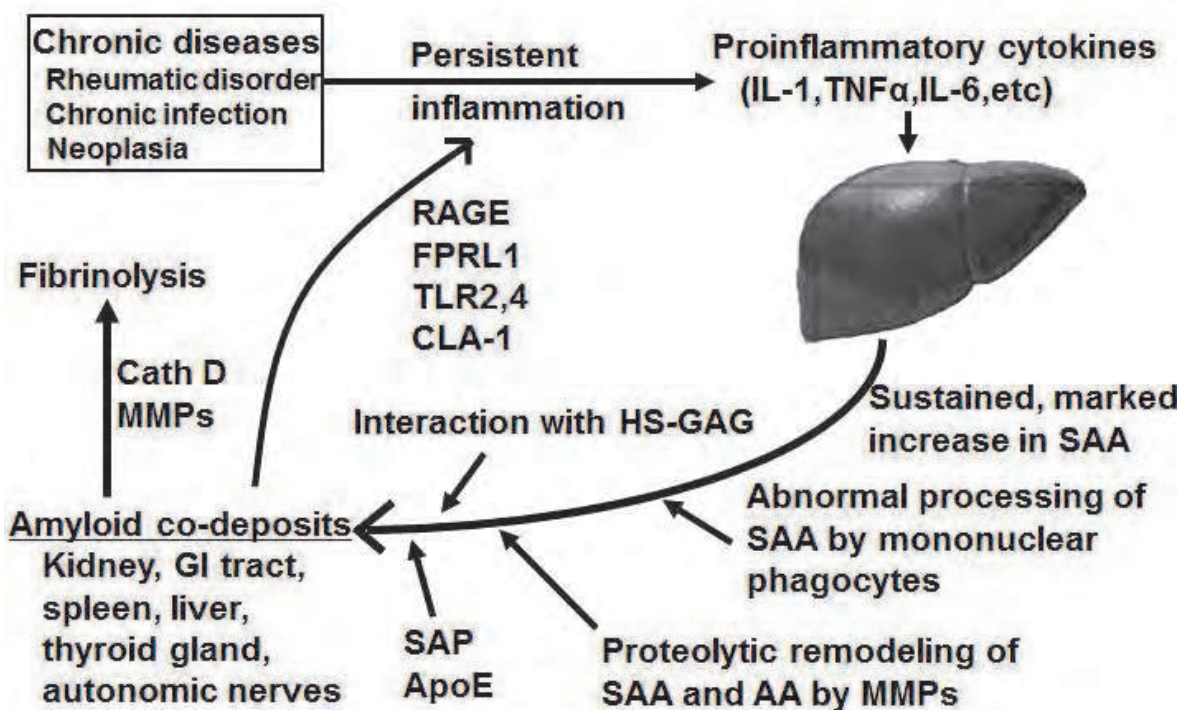 Chronic diseases
Rheumatic disorder
Chronic infection
Neoplasia
Persistent
inflammation
Proinflammatory cytokines
(IL-1,TNFα,IL-6,etc)
RAGE
FPRL1
TLR2,4
CLA-1
Fibrinolysis
Cath D
MMPs
Interaction with HS-GAG
Sustained, marked
increase in SAA
Abnormal processing of
SAA by mononuclear
phagocytes
Amyloid co-deposits
Kidney, GI tract,
spleen, liver,
thyroid gland,
autonomic nerves
SAP
ApoE
Proteolytic remodeling of
SAA and AA by MMPs